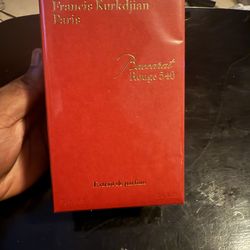 Francis Kurkdjian
Paris
Baccarat
Rouge 540
Extrait de parfum